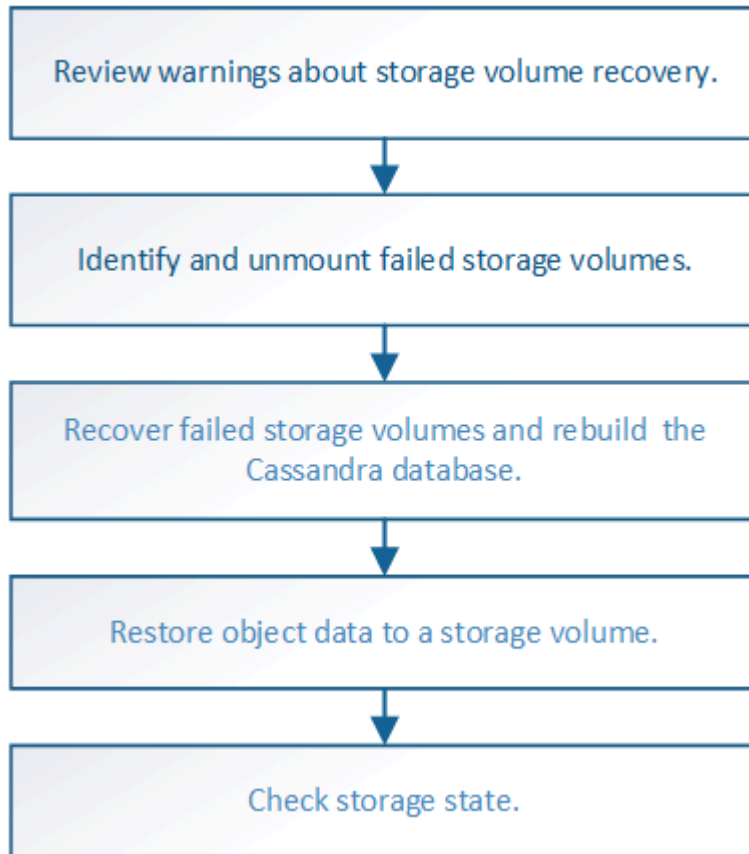 Review warnings about storage volume recovery.
Identify and unmount failed storage volumes.
Recover failed storage volumes and rebuild the
Cassandra database.
Restore object data to a storage volume.
Check storage state.